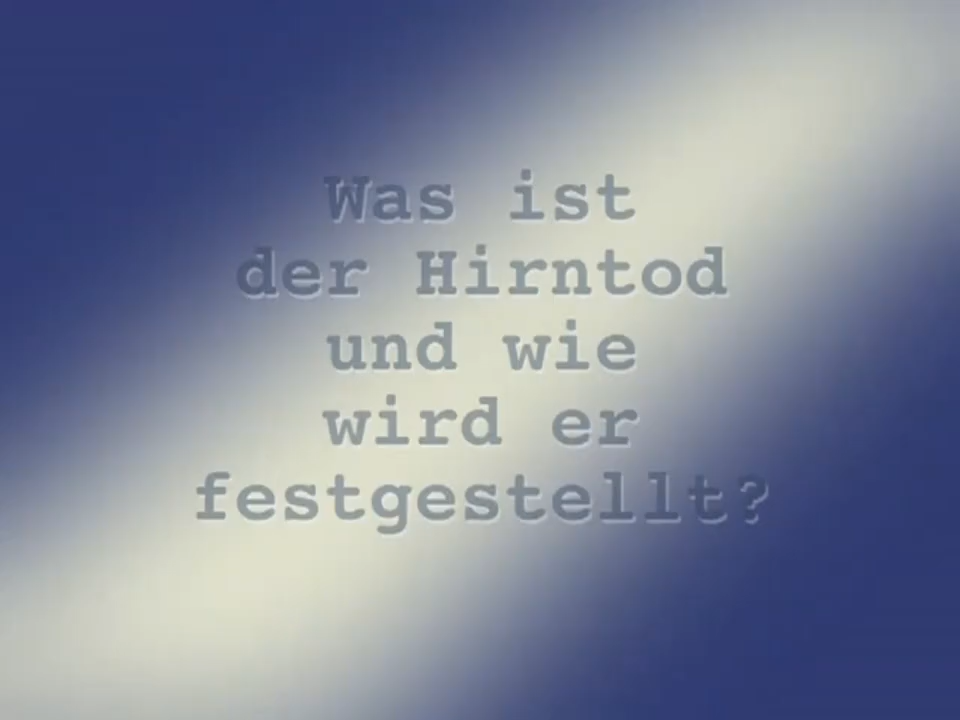 Was ist
der Hirntod
und wie
wird er
festgestellt?